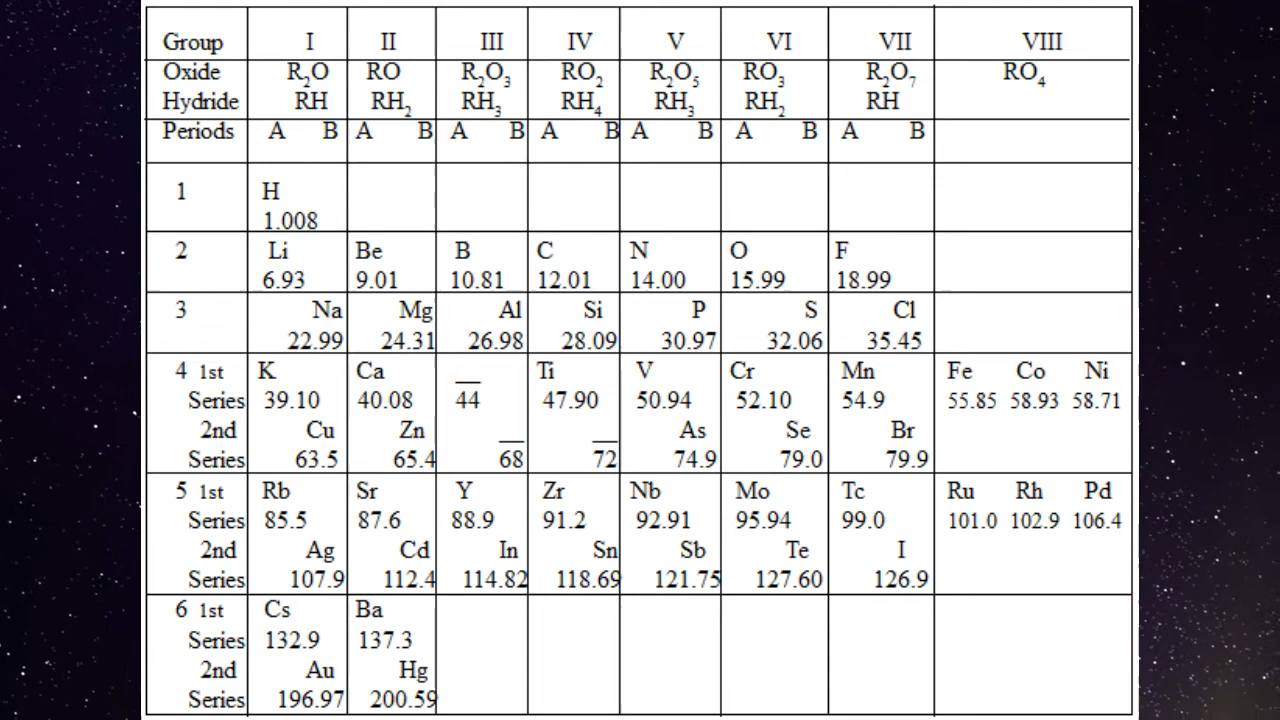 Group I II III IV V VI VII VIII
Oxide R₂O RO R₂O₃ RO₂ R₂O₅ RO₃ R₂O₇ RO₄
Hydride RH RH₂ RH₃ RH₄ RH₃ RH₂ RH
Periods A B A B A B A B A B A B A B
1 H
1.008
2 Li Be B C N O F
6.93 9.01 10.81 12.01 14.00 15.99 18.99
3 Na Mg Al Si P S Cl
22.99 24.31 26.98 28.09 30.97 32.06 35.45
4 1st K Ca __ Ti V Cr Mn Fe Co Ni
Series 39.10 40.08 44 47.90 50.94 52.10 54.9 55.85 58.93 58.71
2nd Cu Zn __ __ As Se Br
Series 63.5 65.4 68 72 74.9 79.0 79.9
5 1st Rb Sr Y Zr Nb Mo Tc Ru Rh Pd
Series 85.5 87.6 88.9 91.2 92.91 95.94 99.0 101.0 102.9 106.4
2nd Ag Cd In Sn Sb Te I
Series 107.9 112.4 114.82 118.69 121.75 127.60 126.9
6 1st Cs Ba
Series 132.9 137.3
2nd Au Hg
Series 196.97 200.59